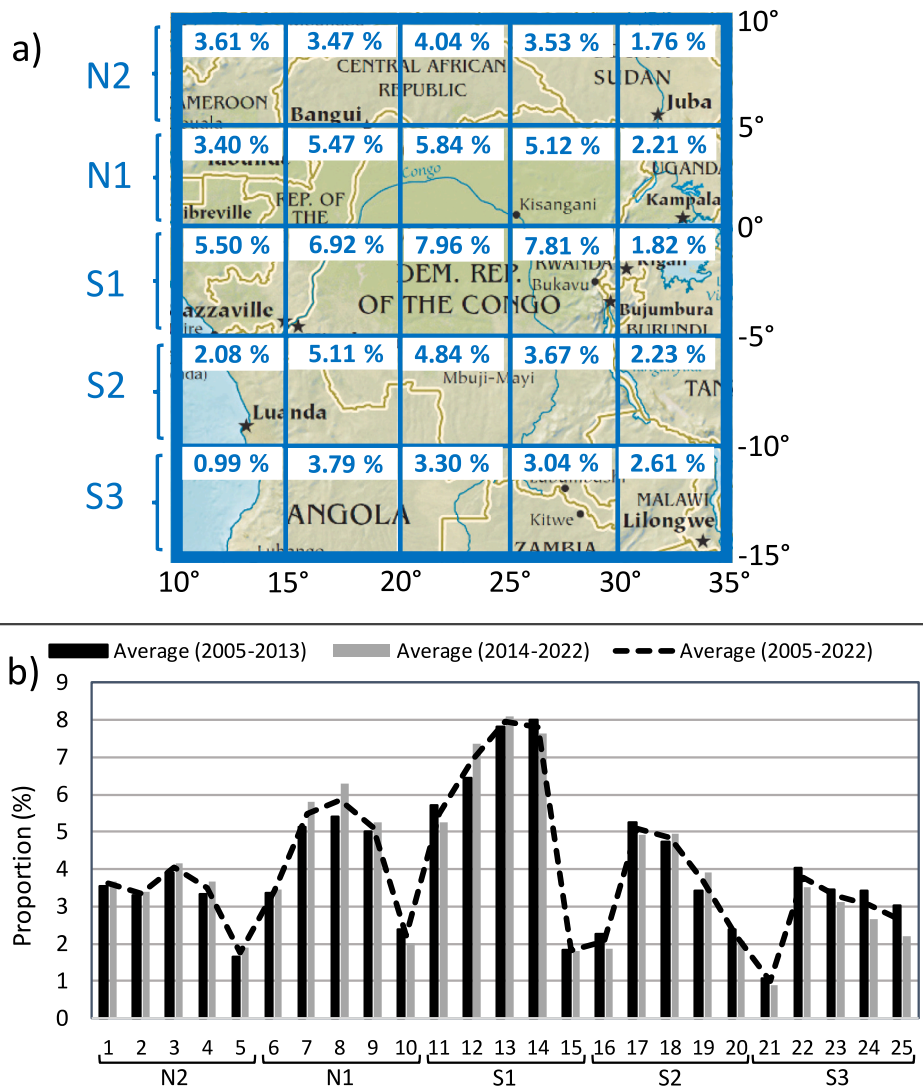 a)
10°
N2
3.61 % 3.47 % 4.04 % 3.53 % 1.76 %
CENTRAL AFRICAN
REPUBLIC
SUDAN
AMEROON
Bangui
Juba
5°
N1
3.40 % 5.47 % 5.84 % 5.12 % 2.21 %
UGANDA
Congo
REP. OF
THE
ibreville
Kisangani
Kampala
0°
S1
5.50 % 6.92 % 7.96 % 7.81 % 1.82 %
DEM. REP.
OF THE CONGO
RWANDA
Bukavu
azzaville
Bujumbura
BURUNDI
-5°
S2
2.08 % 5.11 % 4.84 % 3.67 % 2.23 %
Mbuji-Mayi
TAN
Luanda
-10°
S3
0.99 % 3.79 % 3.30 % 3.04 % 2.61 %
ANGOLA
MALAWI
Kitwe
Lilongwe
ZAMBIA
-15°
10° 15° 20° 25° 30° 35°
b)
Average (2005-2013) Average (2014-2022) Average (2005-2022)
Proportion (%)
9
8
7
6
5
4
3
2
1
0
1 2 3 4 5 6 7 8 9 10 11 12 13 14 15 16 17 18 19 20 21 22 23 24 25
N2 N1 S1 S2 S3